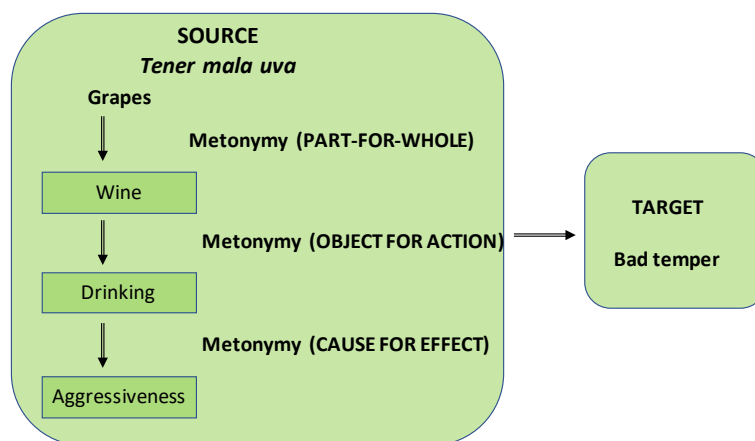 SOURCE
Tener mala uva
Grapes
Metonymy (PART-FOR-WHOLE)
Wine
Metonymy (OBJECT FOR ACTION)
Drinking
Metonymy (CAUSE FOR EFFECT)
Aggressiveness
TARGET
Bad temper